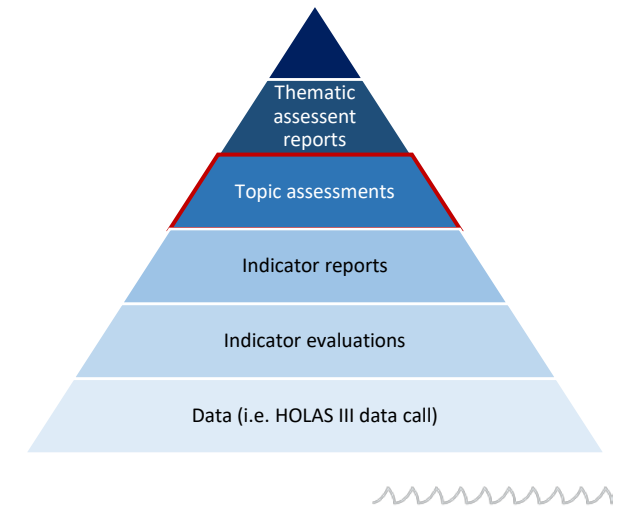 Thematic
assessent
reports
Topic assessments
Indicator reports
Indicator evaluations
Data (i.e. HOLAS III data call)